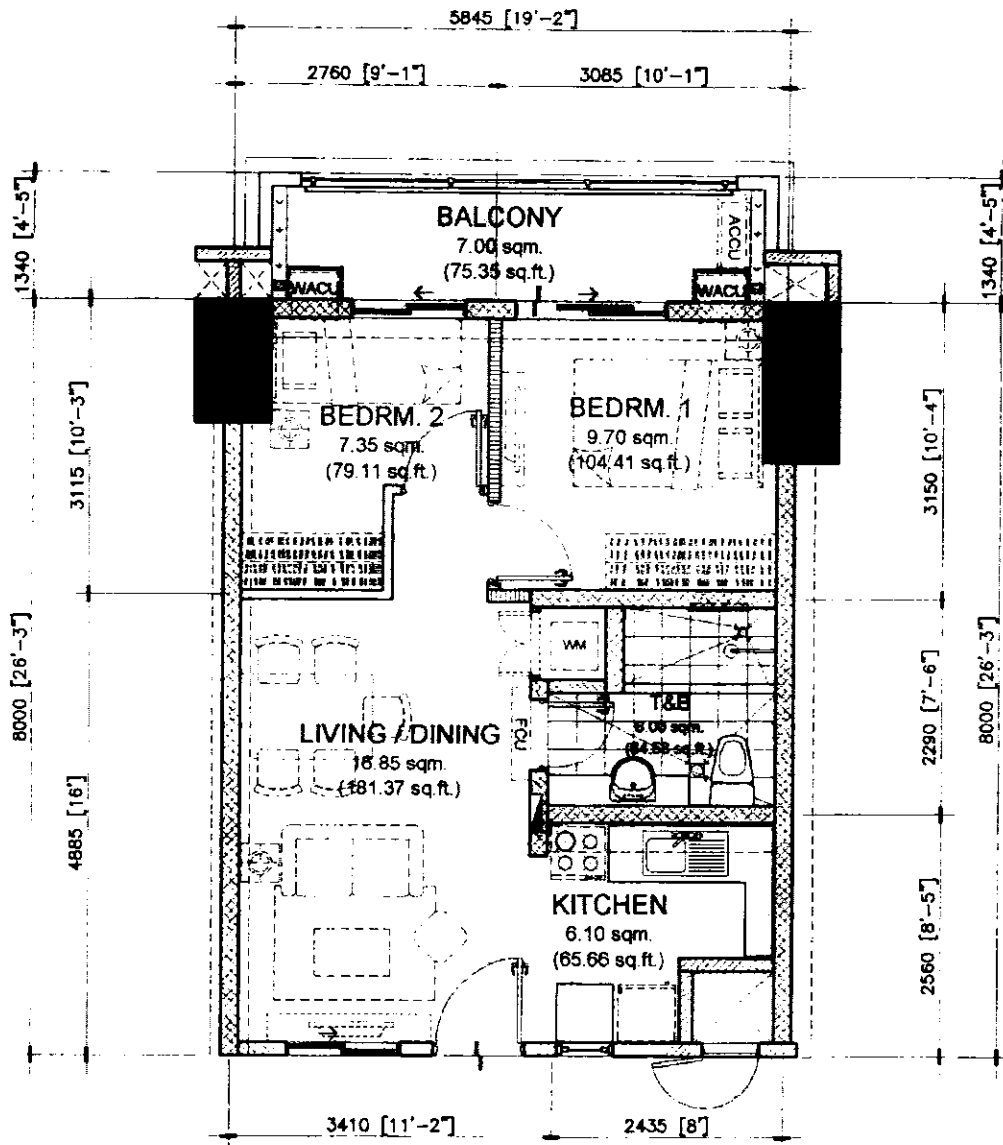 5845 [19'-2"]
2760 [9'-1"]
3085 [10'-1"]
1340 [4'-5"]
1340 [4'-5"]
BALCONY
7.00 sqm.
(75.35 sq.ft.)
ACCU
WACU
WACU
BEDRM. 2
7.35 sqm.
(79.11 sq.ft.)
BEDRM. 1
9.70 sqm.
(104.41 sq.ft.)
3115 [10'-3"]
3150 [10'-4"]
8000 [26'-3"]
8000 [26'-3"]
WM
T&B
sqm.
sq.ft.)
FCU
LIVING / DINING
16.85 sqm.
(181.37 sq.ft.)
2290 [7'-6"]
4885 [16"]
KITCHEN
6.10 sqm.
(65.66 sq.ft.)
2560 [8'-5"]
3410 [11'-2"]
2435 [8']